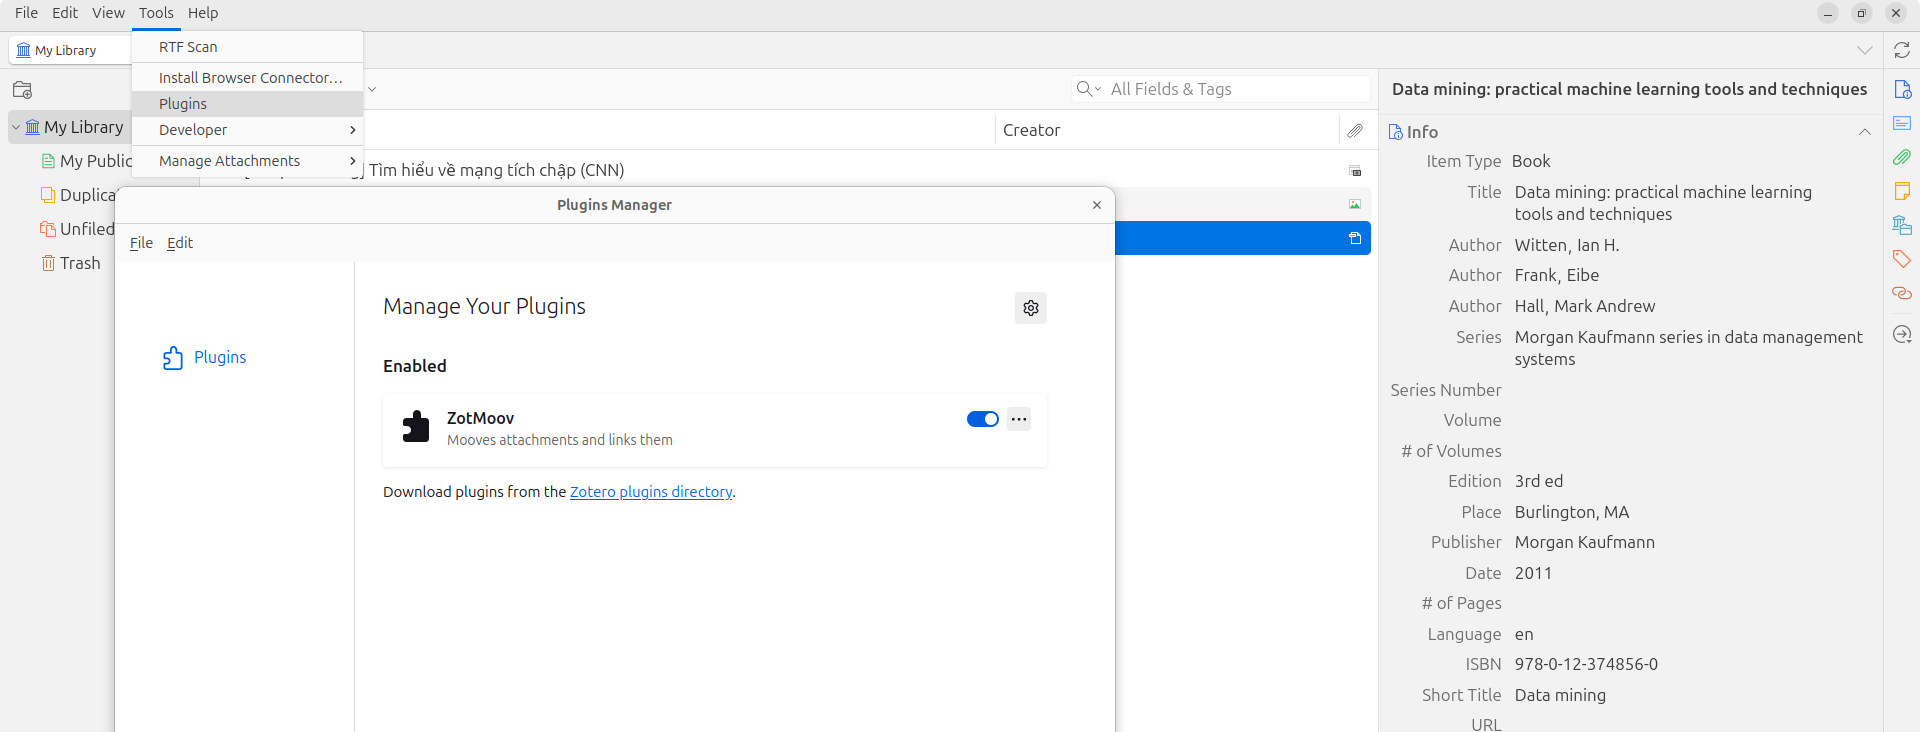 File Edit View Tools Help
My Library
RTF Scan
Install Browser Connector...
Plugins
Developer
Manage Attachments
All Fields & Tags
My Library
My Public
Duplica
Unfiled
Trash
Creator
] Tìm hiểu về mạng tích chập (CNN)
Plugins Manager
File Edit
Plugins
Manage Your Plugins
Enabled
ZotMoov
Mooves attachments and links them
Download plugins from the Zotero plugins directory.
Data mining: practical machine learning tools and techniques
Info
Item Type Book
Title Data mining: practical machine learning
tools and techniques
Author Witten, Ian H.
Author Frank, Eibe
Author Hall, Mark Andrew
Series Morgan Kaufmann series in data management
systems
Series Number
Volume
# of Volumes
Edition 3rd ed
Place Burlington, MA
Publisher Morgan Kaufmann
Date 2011
# of Pages
Language en
ISBN 978-0-12-374856-0
Short Title Data mining
URL